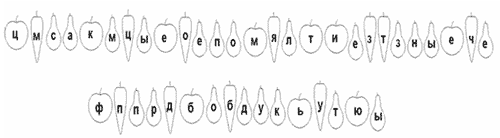 ц м с а к м ц ы е о е п о м я л т и е з т з н ы е ч е
ф п п р д б о б д у к ь у т ю ы